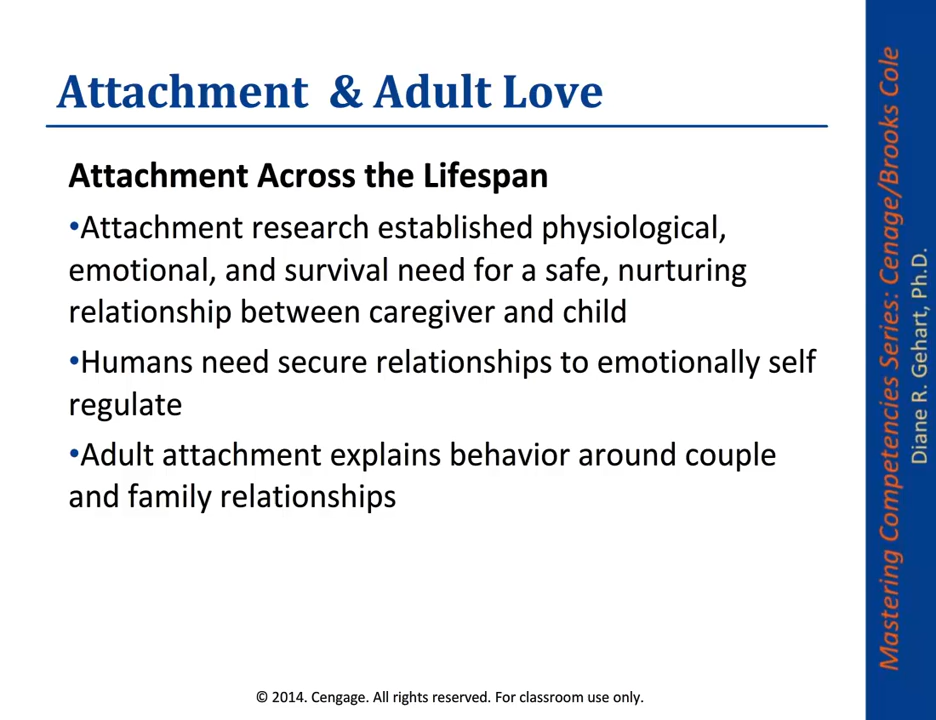 Attachment & Adult Love
Attachment Across the Lifespan
•Attachment research established physiological,
emotional, and survival need for a safe, nurturing
relationship between caregiver and child
•Humans need secure relationships to emotionally self
regulate
•Adult attachment explains behavior around couple
and family relationships
© 2014. Cengage. All rights reserved. For classroom use only.
Mastering Competencies Series: Cenage/Brooks Cole
Diane R. Gehart, Ph.D.